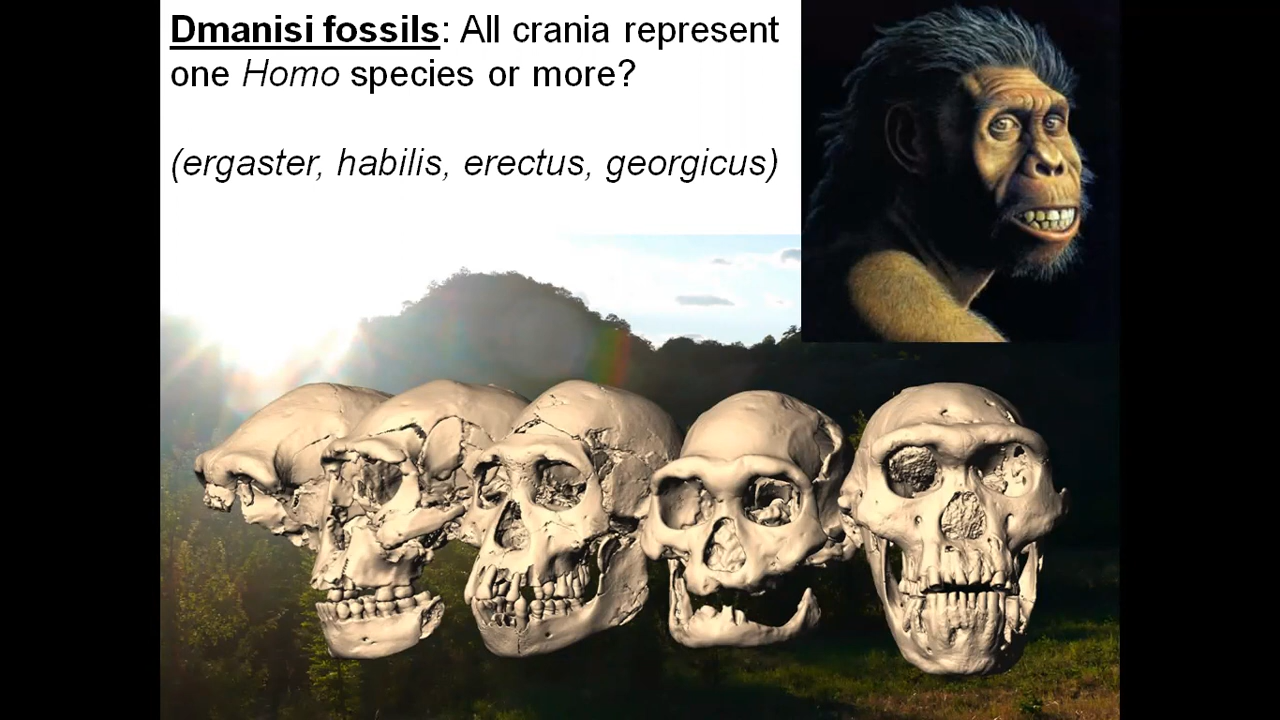 Dmanisi fossils: All crania represent
one Homo species or more?
(ergaster, habilis, erectus, georgicus)